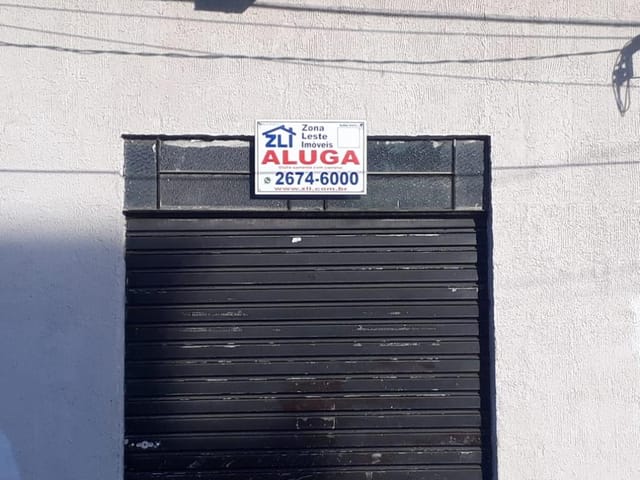 ZLI
Zona
Leste
Imóveis
ALUGA
2674-6000
www.zli.com.br